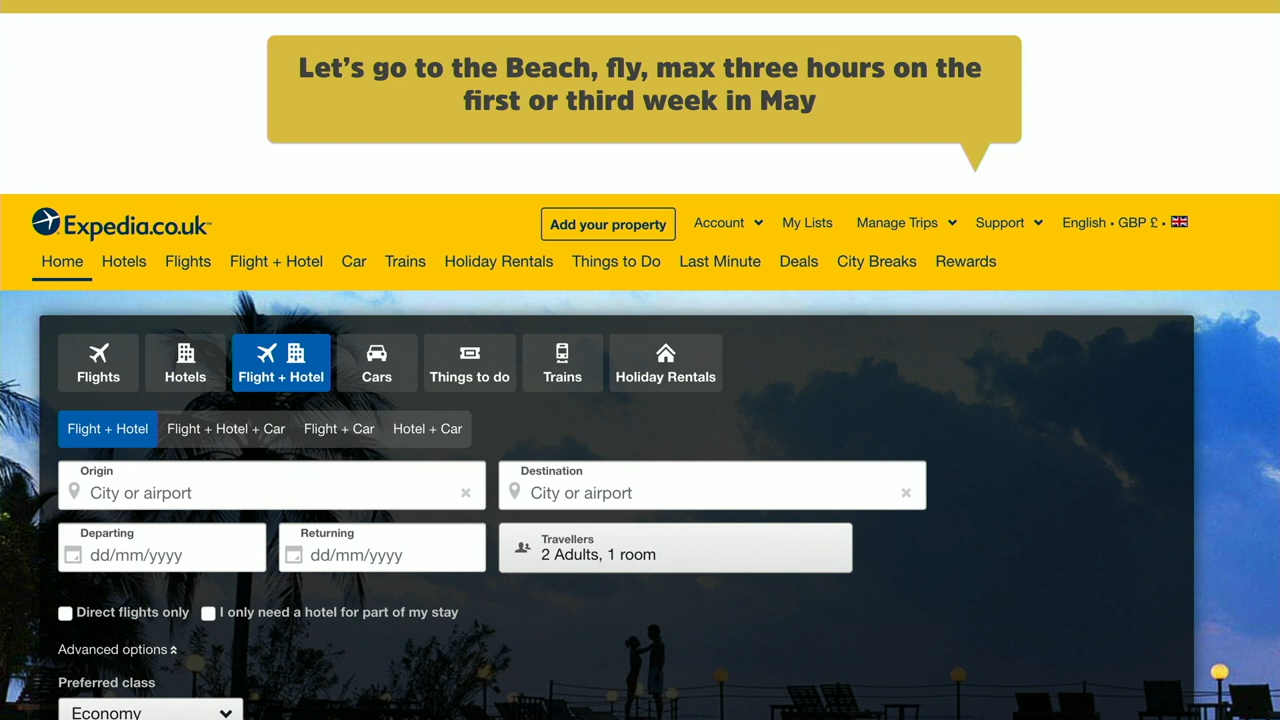 Let's go to the Beach, fly, max three hours on the
first or third week in May
Expedia.co.uk™
Add your property
Account
My Lists
Manage Trips
Support
English • GBP £ •
Home
Hotels
Flights
Flight + Hotel
Car
Trains
Holiday Rentals
Things to Do
Last Minute
Deals
City Breaks
Rewards
Flights
Hotels
Flight + Hotel
Cars
Things to do
Trains
Holiday Rentals
Flight + Hotel
Flight + Hotel + Car
Flight + Car
Hotel + Car
Origin
City or airport
Destination
City or airport
Departing
dd/mm/yyyy
Returning
dd/mm/yyyy
Travellers
2 Adults, 1 room
Direct flights only
I only need a hotel for part of my stay
Advanced options
Preferred class
Economy